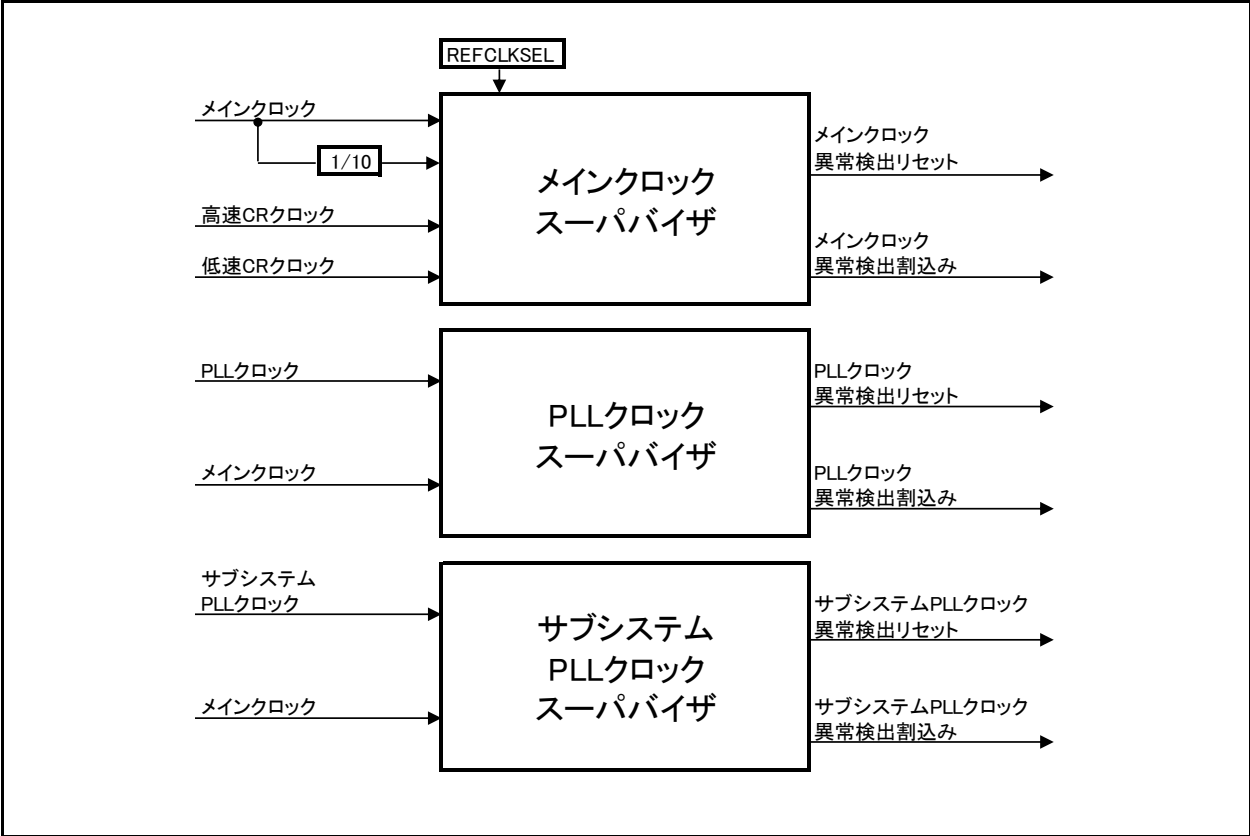 REFCLKSEL
メインクロック
1/10
高速CRクロック
低速CRクロック
メインクロック
スーパバイザ
メインクロック
異常検出リセット
メインクロック
異常検出割込み
PLLクロック
メインクロック
PLLクロック
スーパバイザ
PLLクロック
異常検出リセット
PLLクロック
異常検出割込み
サブシステム
PLLクロック
メインクロック
サブシステム
PLLクロック
スーパバイザ
サブシステムPLLクロック
異常検出リセット
サブシステムPLLクロック
異常検出割込み